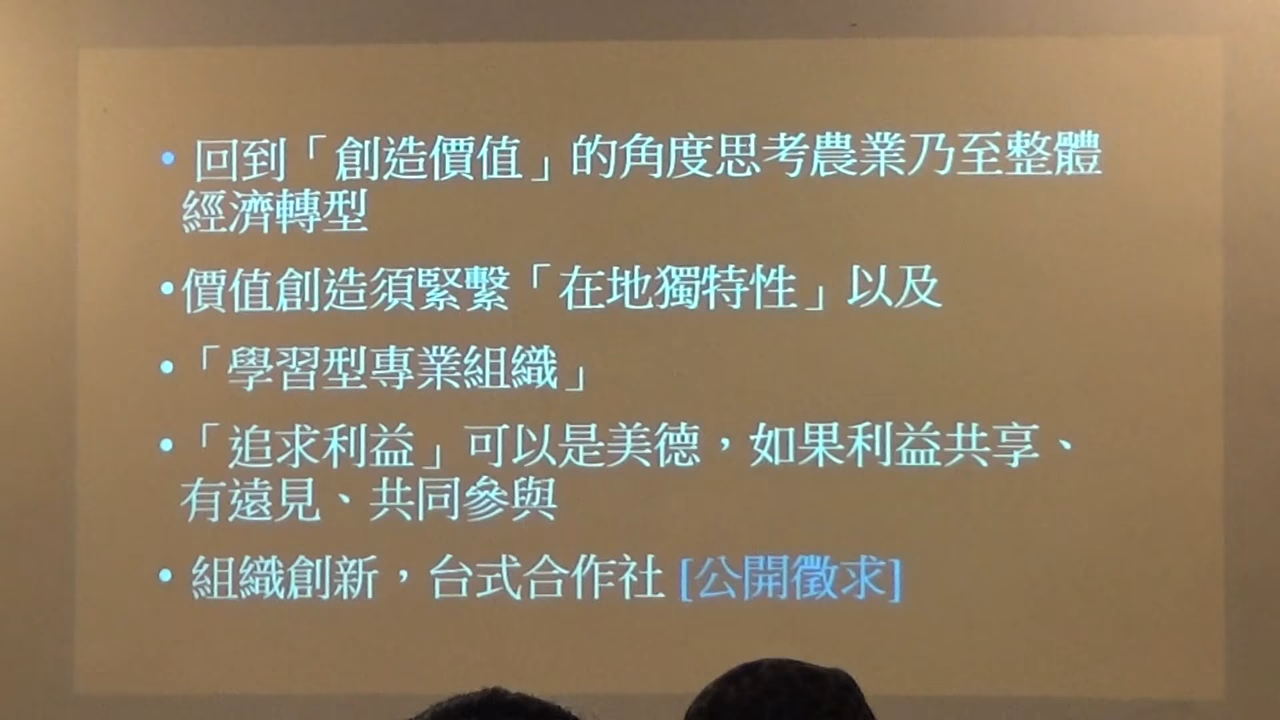 • 回到「創造價值」的角度思考農業乃至整體
經濟轉型
•價值創造須緊繫「在地獨特性」以及
•「學習型專業組織」
•「追求利益」可以是美德，如果利益共享、
有遠見、共同參與
• 組織創新，台式合作社 [公開徵求]